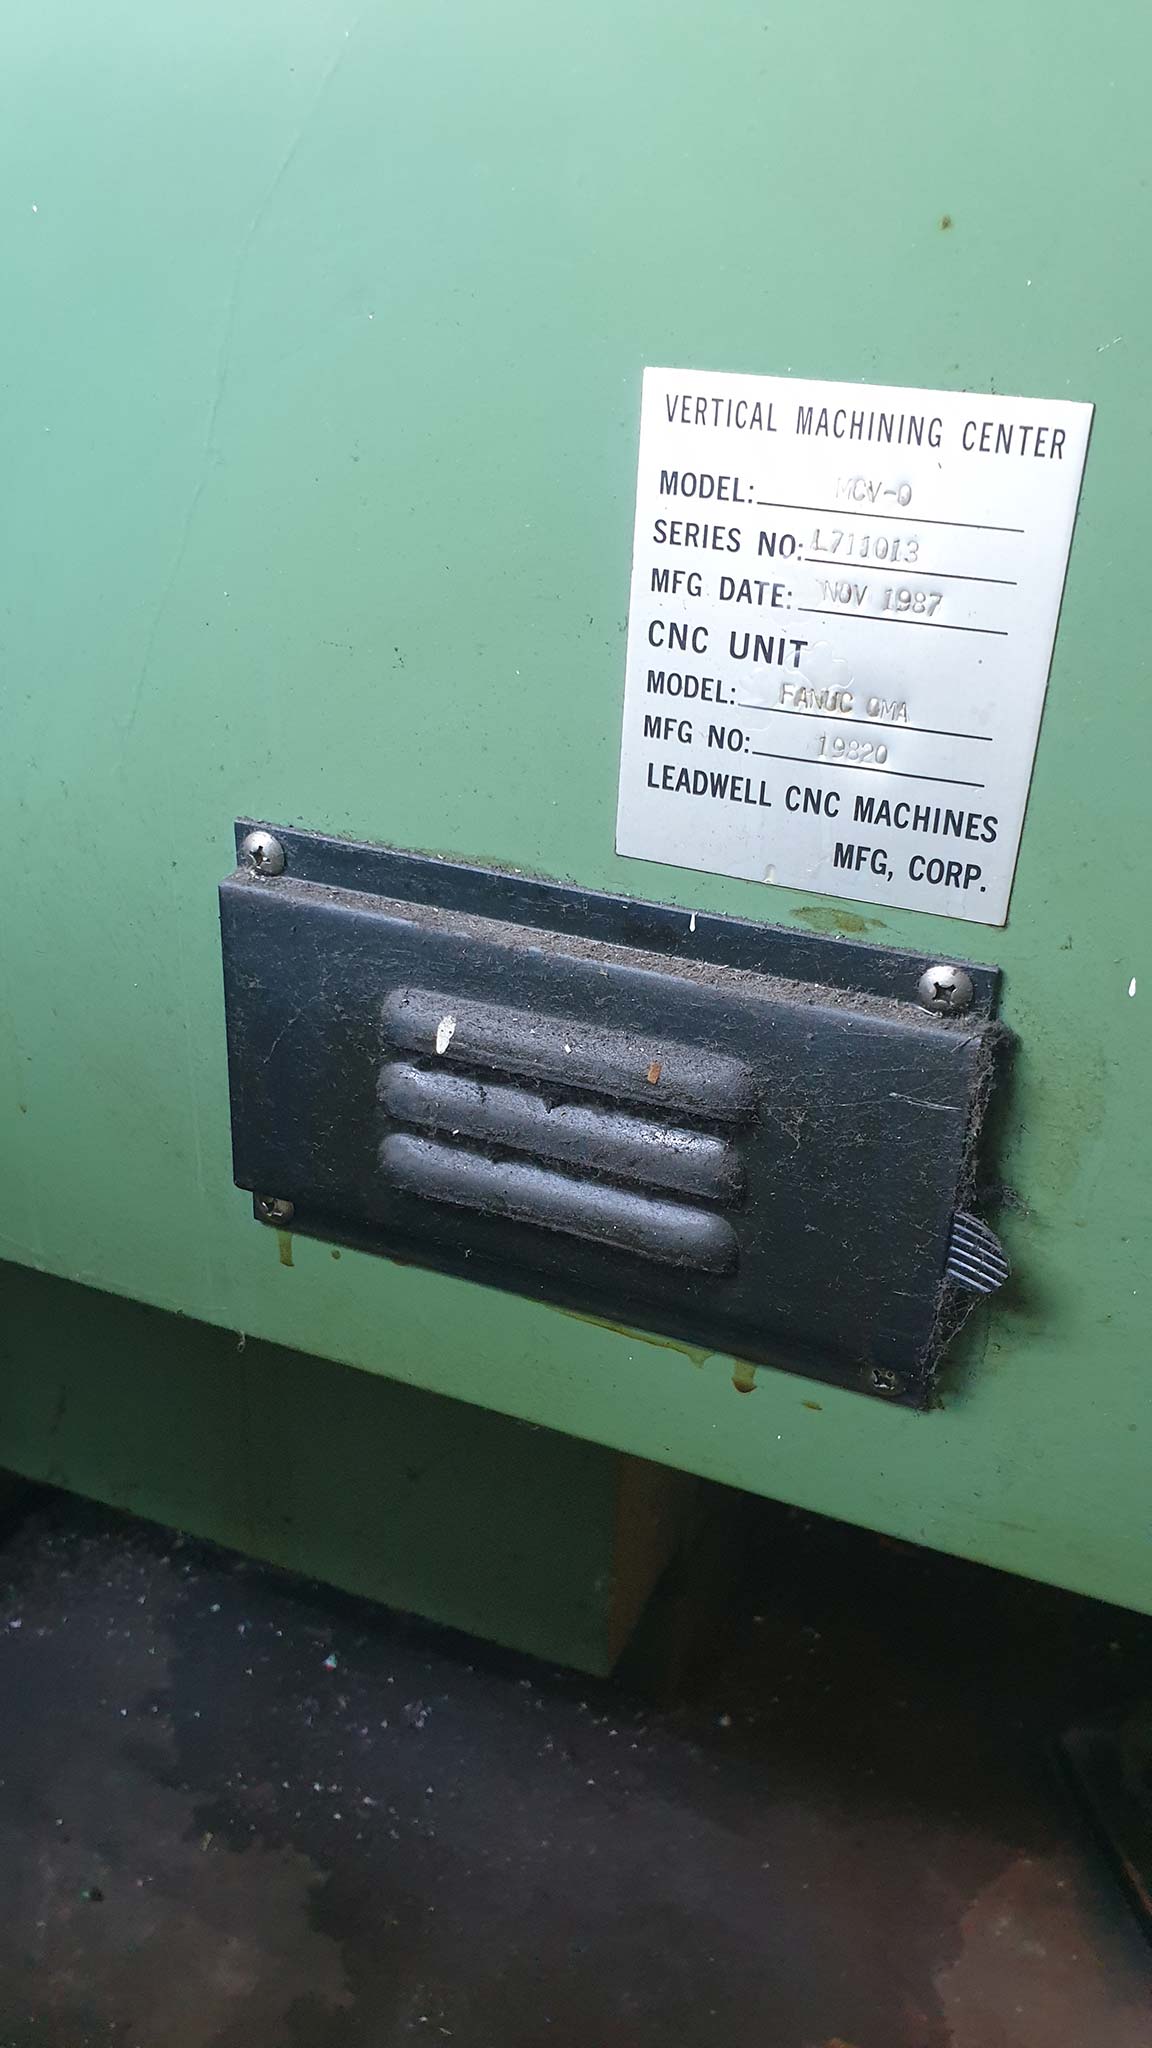 VERTICAL MACHINING CENTER
MODEL: MCV-0
SERIES NO: L711013
MFG DATE: NOV 1987
CNC UNIT
MODEL: FANUC 0MA
MFG NO: 19820
LEADWELL CNC MACHINES
MFG, CORP.